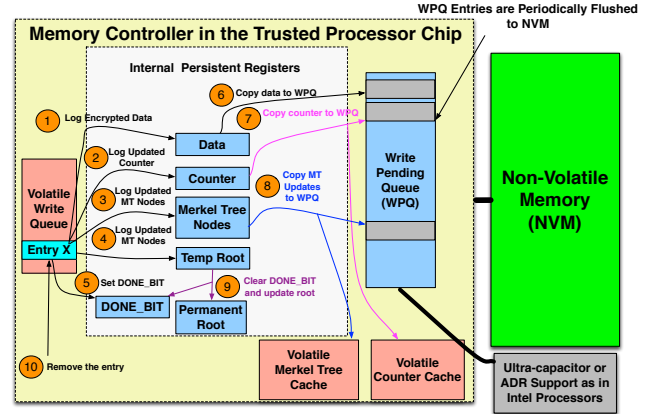 WPQ Entries are Periodically Flushed
to NVM
Memory Controller in the Trusted Processor Chip
Internal Persistent Registers
6
Copy data to WPQ
1
Log Encrypted Data
7
Copy counter to WPQ
Data
2
Log Updated
Counter
Counter
3
Log Updated
MT Nodes
8
Copy MT
Updates
to WPQ
Merkel Tree
Nodes
4
Log Updated
MT Nodes
Temp Root
Volatile
Write
Queue
Entry X
5
Set DONE_BIT
9
Clear DONE_BIT
and update root
DONE_BIT
Permanent
Root
10
Remove the entry
Write
Pending
Queue
(WPQ)
Non-Volatile
Memory
(NVM)
Volatile
Merkel Tree
Cache
Volatile
Counter Cache
Ultra-capacitor or
ADR Support as in
Intel Processors